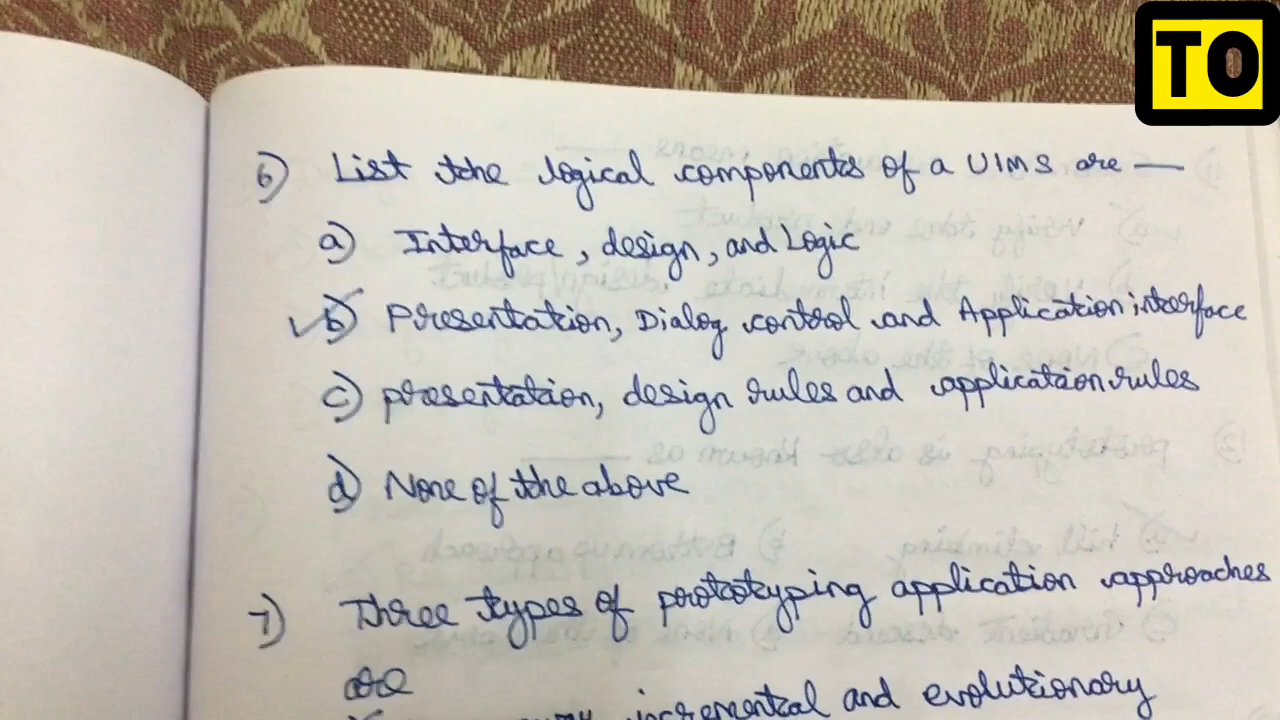 TO
6) List the logical components of a UIMS are —
a) Interface, design, and Logic
b) Presentation, Dialog control and Application interface
c) presentation, design rules and application rules
d) None of the above
7) Three types of prototyping application approaches
are
incremental and evolutionary